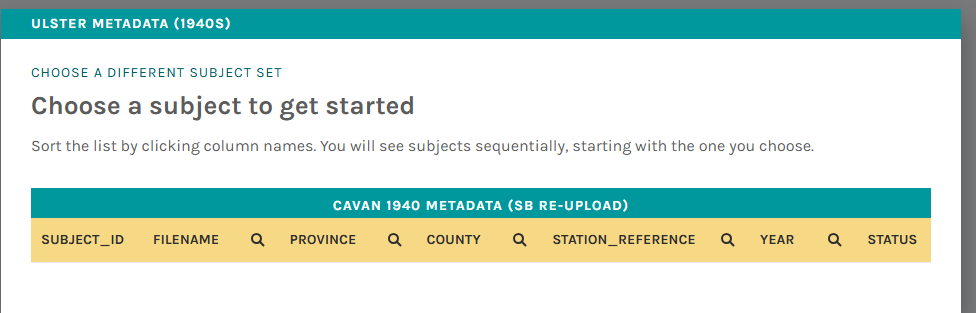 ULSTER METADATA (1940S)
CHOOSE A DIFFERENT SUBJECT SET
Choose a subject to get started
Sort the list by clicking column names. You will see subjects sequentially, starting with the one you choose.
CAVAN 1940 METADATA (SB RE-UPLOAD)
SUBJECT_ID FILENAME PROVINCE COUNTY STATION_REFERENCE YEAR STATUS